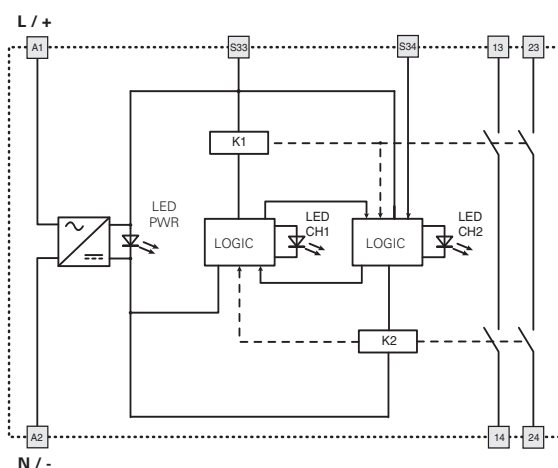 L / +
A1
S33
S34
13
23
K1
LED
PWR
LOGIC
LED
CH1
LOGIC
LED
CH2
K2
A2
14
24
N / -